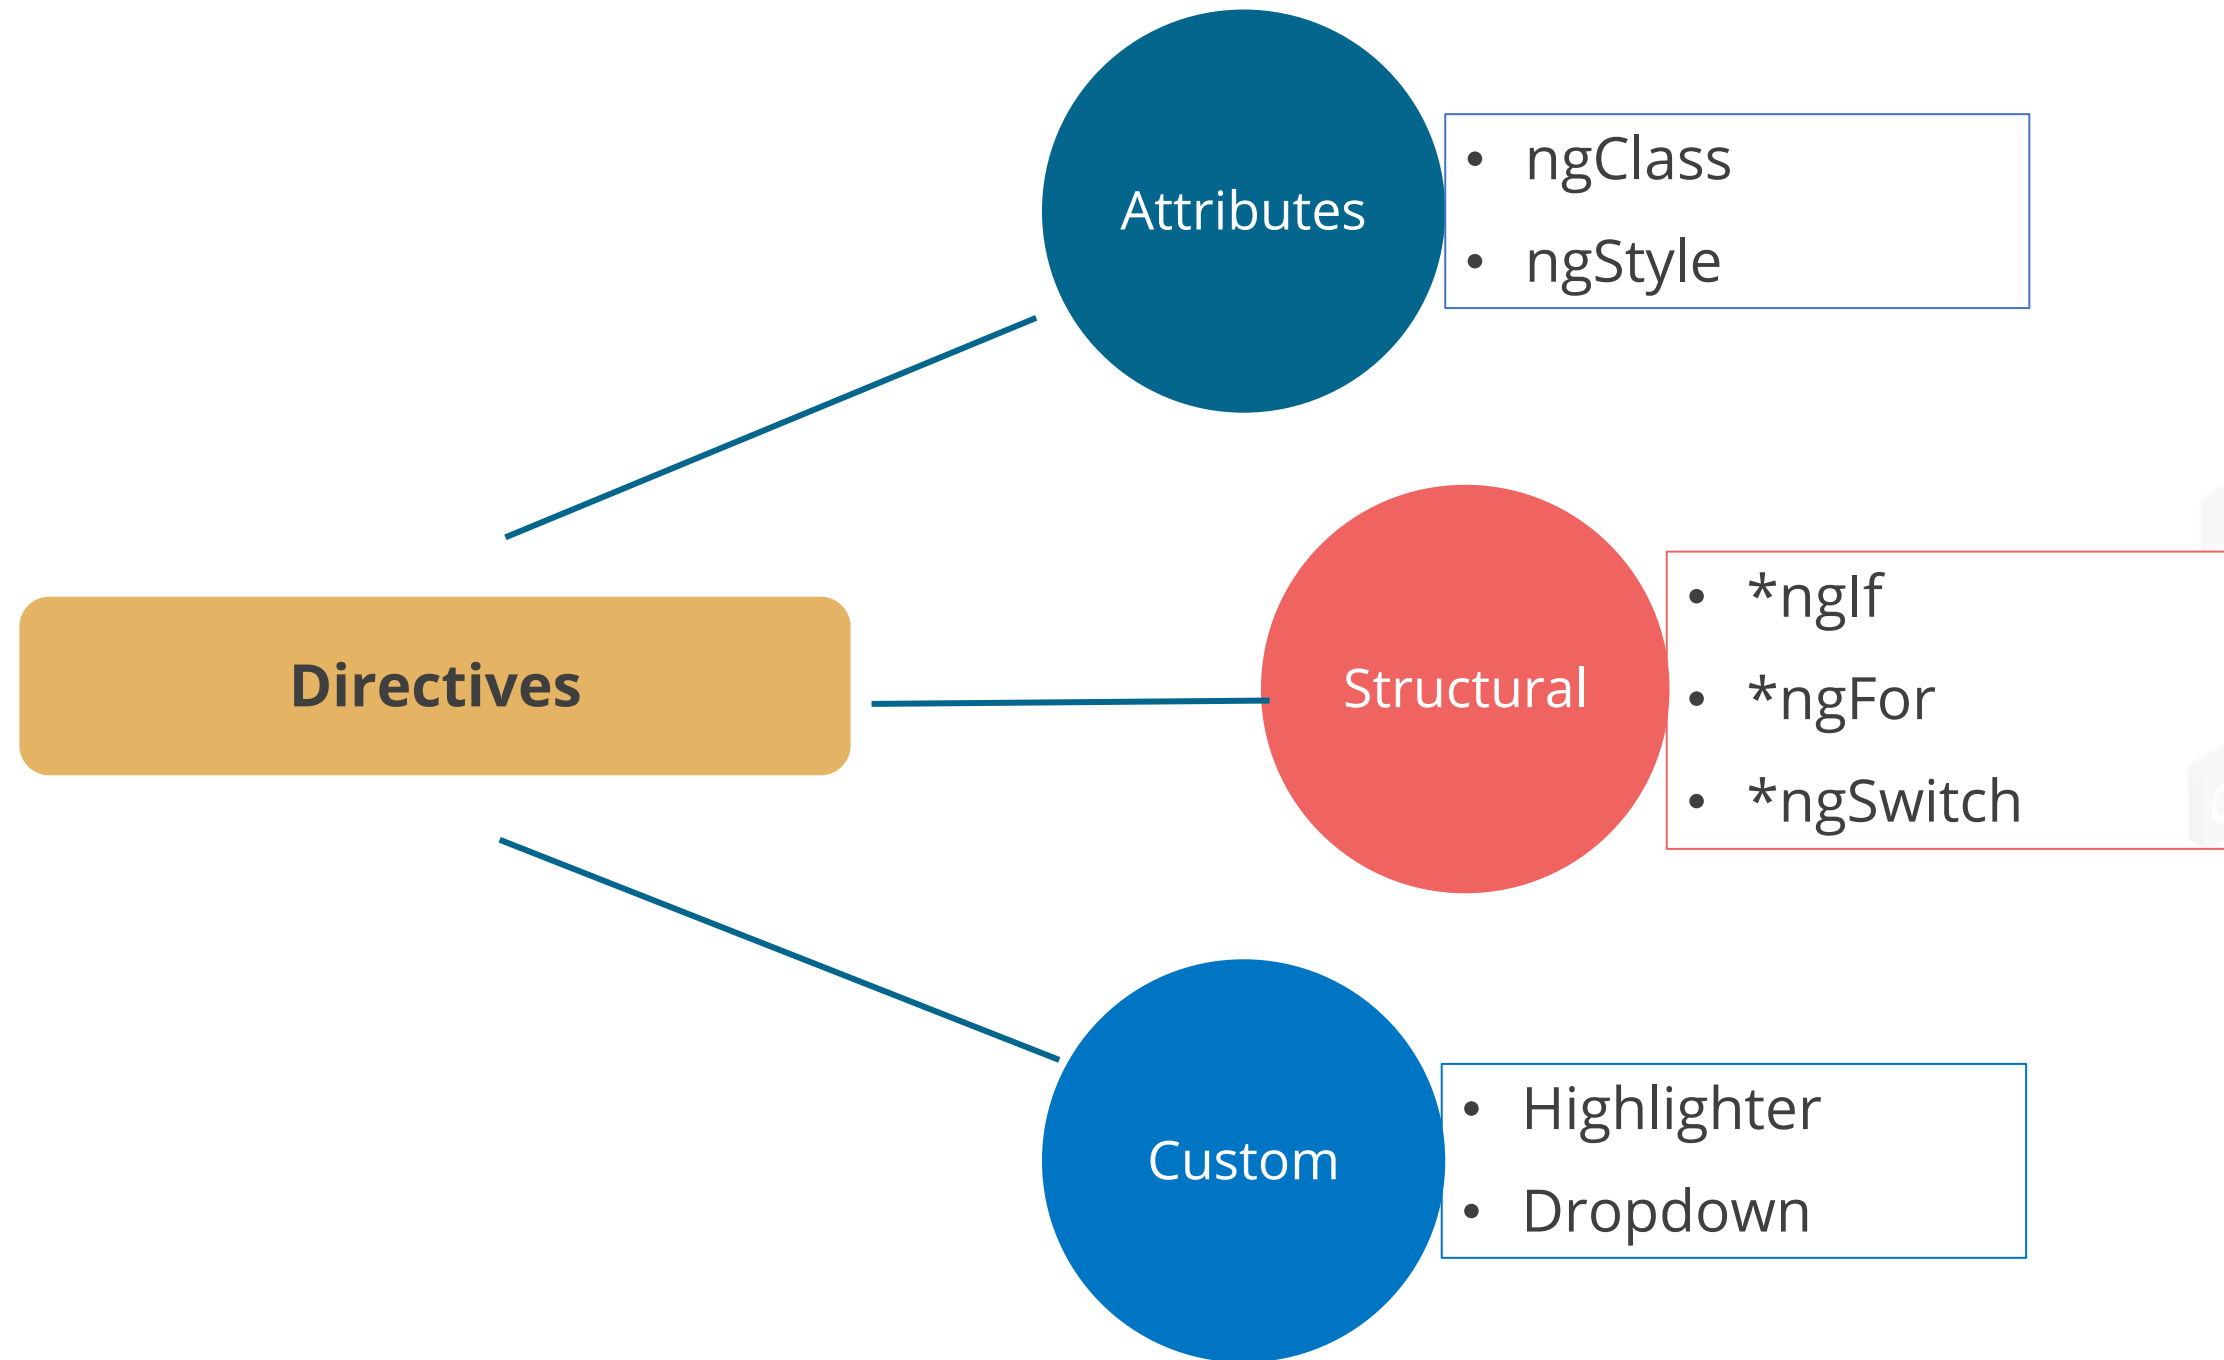 Attributes
• ngClass
• ngStyle
Directives
Structural
• *ngIf
• *ngFor
• *ngSwitch
Custom
• Highlighter
• Dropdown